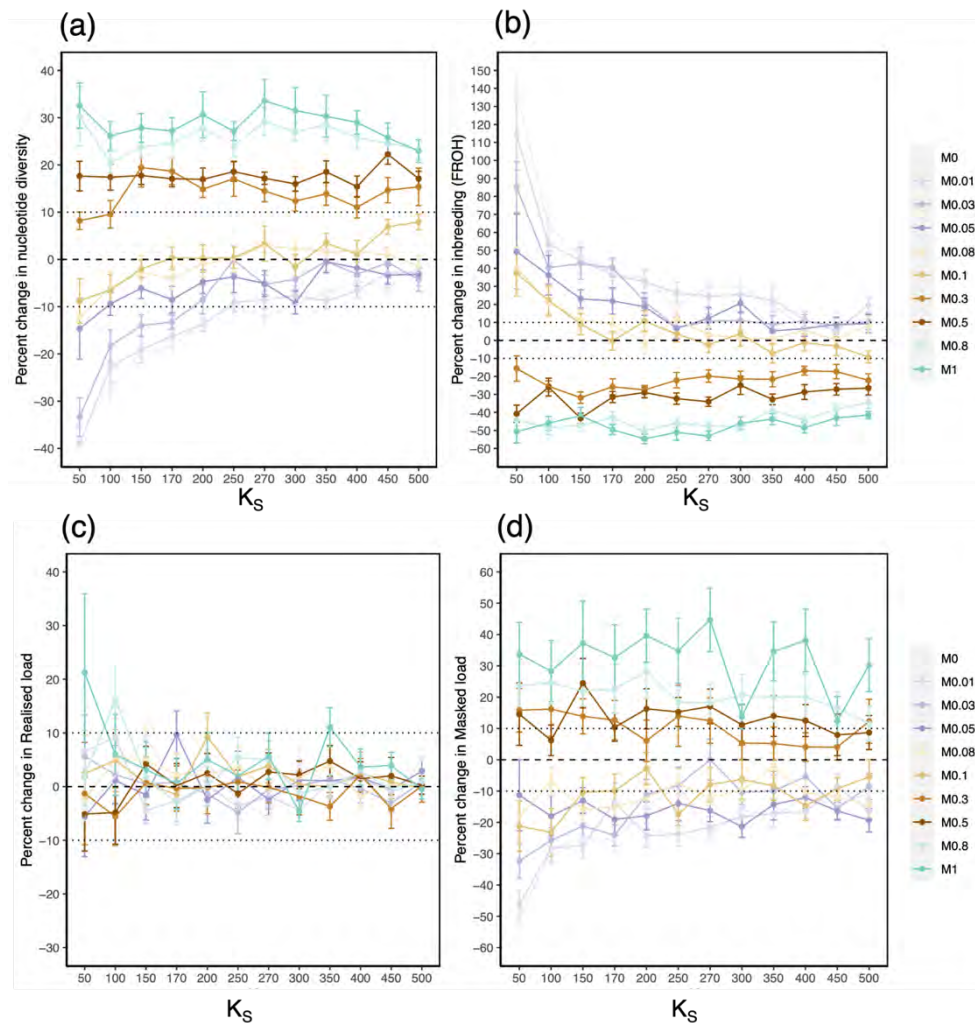 (a)
Percent change in nucleotide diversity
40
30
20
10
0
−10
−20
−30
−40
50 100 150 170 200 250 270 300 350 400 450 500
K_S
(b)
Percent change in inbreeding (FROH)
150
140
130
120
110
100
90
80
70
60
50
40
30
20
10
0
−10
−20
−30
−40
−50
−60
50 100 150 170 200 250 270 300 350 400 450 500
K_S
M0
M0.01
M0.03
M0.05
M0.08
M0.1
M0.3
M0.5
M0.8
M1
(c)
Percent change in Realised load
40
30
20
10
0
−10
−20
−30
50 100 150 170 200 250 270 300 350 400 450 500
K_S
(d)
Percent change in Masked load
60
50
40
30
20
10
0
−10
−20
−30
−40
−50
−60
50 100 150 170 200 250 270 300 350 400 450 500
K_S
M0
M0.01
M0.03
M0.05
M0.08
M0.1
M0.3
M0.5
M0.8
M1